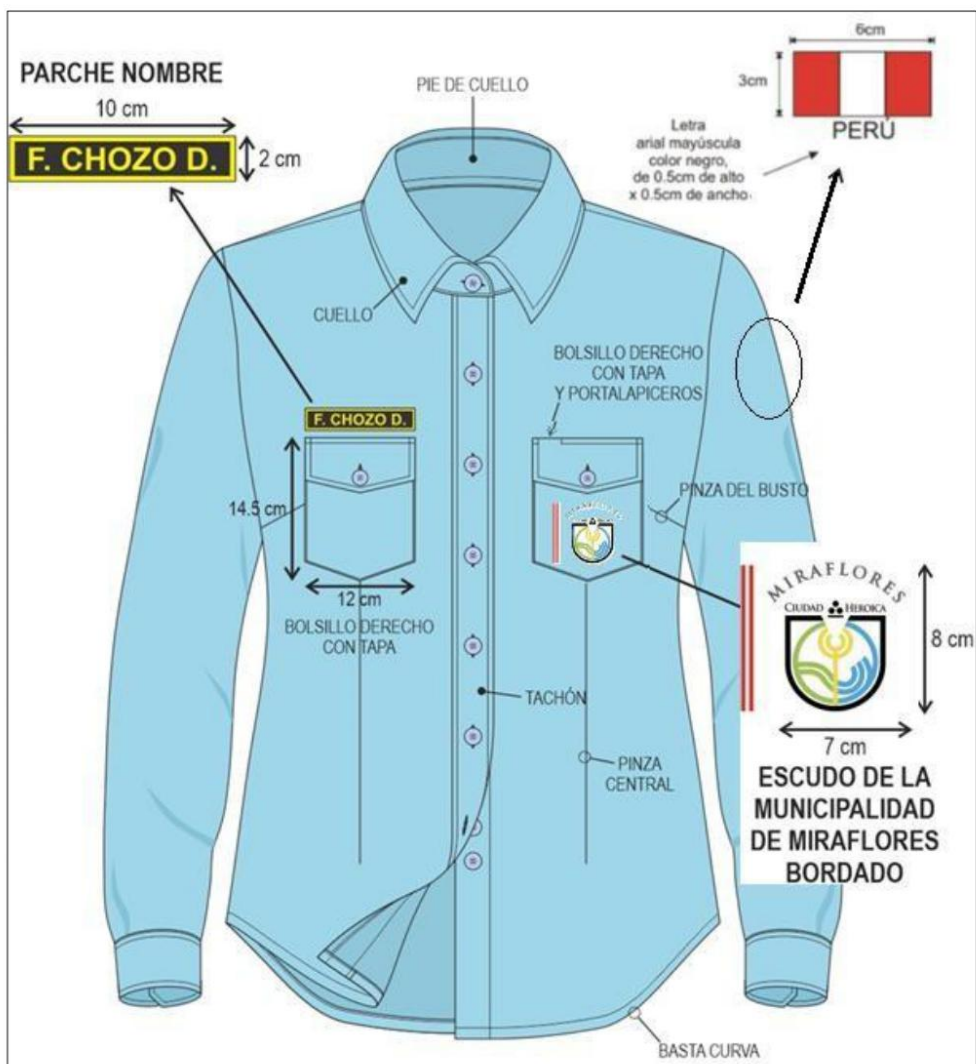 PARCHE NOMBRE
10 cm
F. CHOZO D.
2 cm
PIE DE CUELLO
6cm
3cm
PERÚ
Letra
arial mayúscula
color negro,
de 0.5cm de alto
x 0.5cm de ancho.
CUELLO
BOLSILLO DERECHO
CON TAPA
Y PORTALAPICEROS
F. CHOZO D.
14.5 cm
12 cm
BOLSILLO DERECHO
CON TAPA
MIRAFLORES
PINZA DEL BUSTO
MIRAFLORES
CIUDAD HEROICA
8 cm
7 cm
ESCUDO DE LA
MUNICIPALIDAD
DE MIRAFLORES
BORDADO
TACHÓN
PINZA
CENTRAL
BASTA CURVA